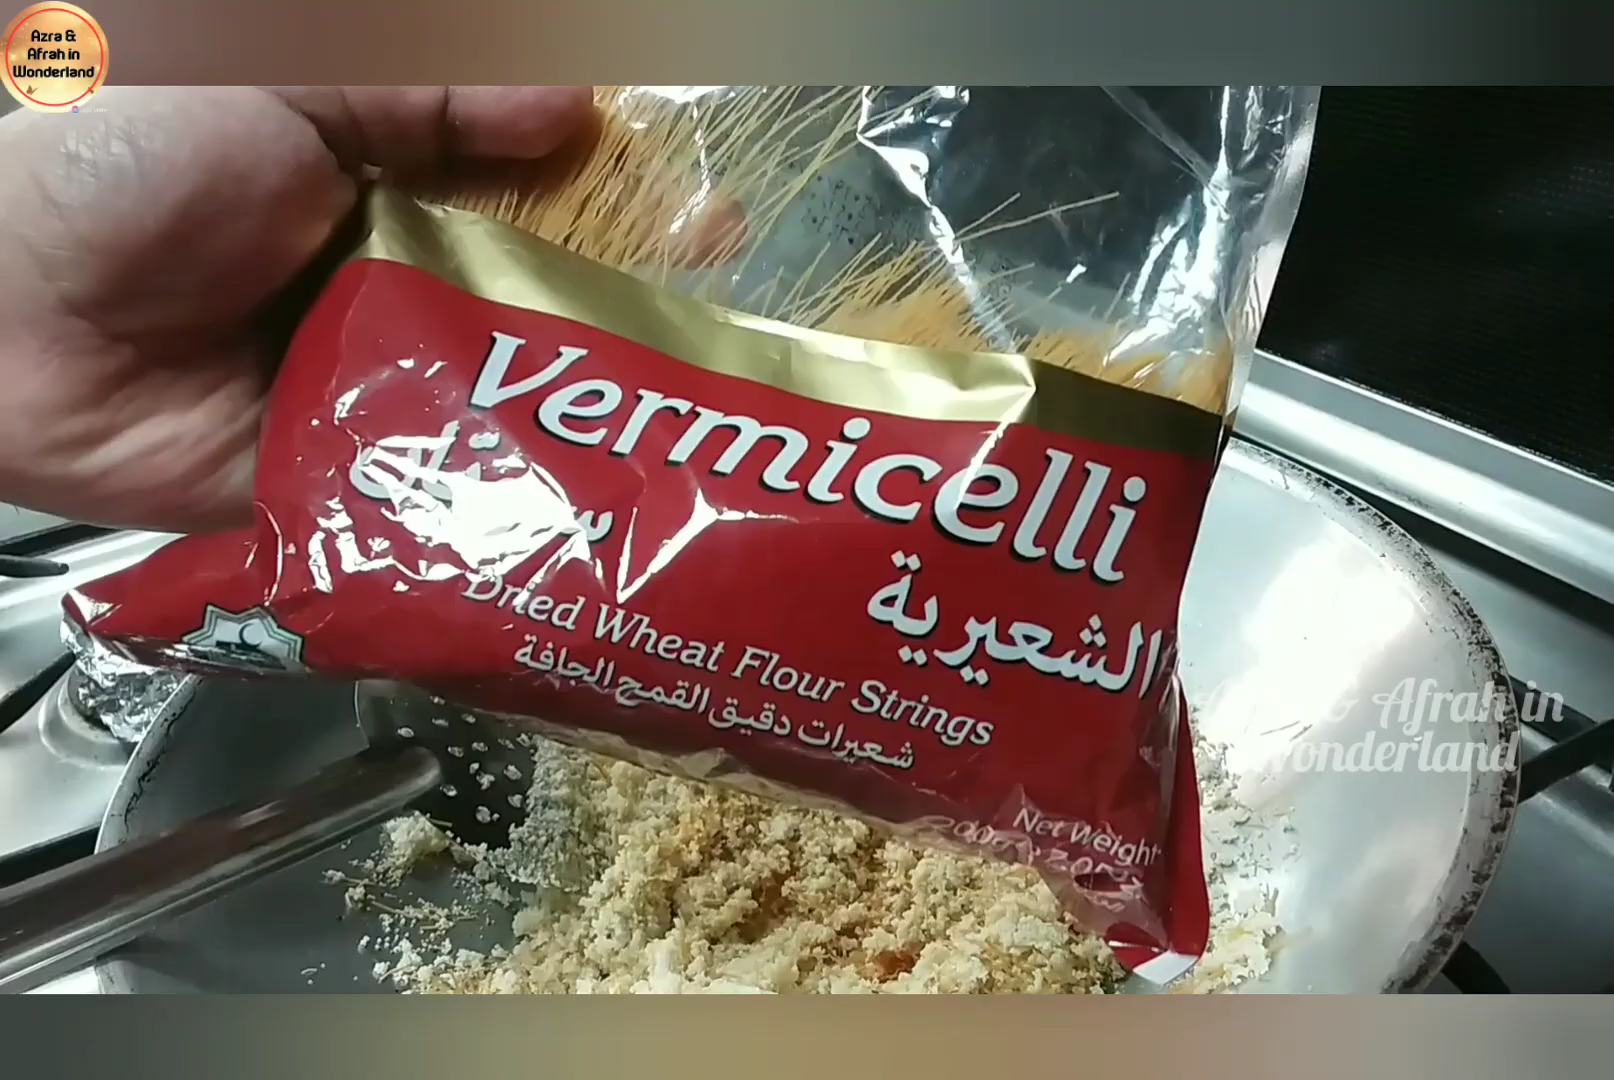 Azra &
Afrah in
Wonderland
Vermicelli
الشعيرية
Dried Wheat Flour Strings
شعيرات دقيق القمح الجافة
Net Weight
& Afrah in
Wonderland